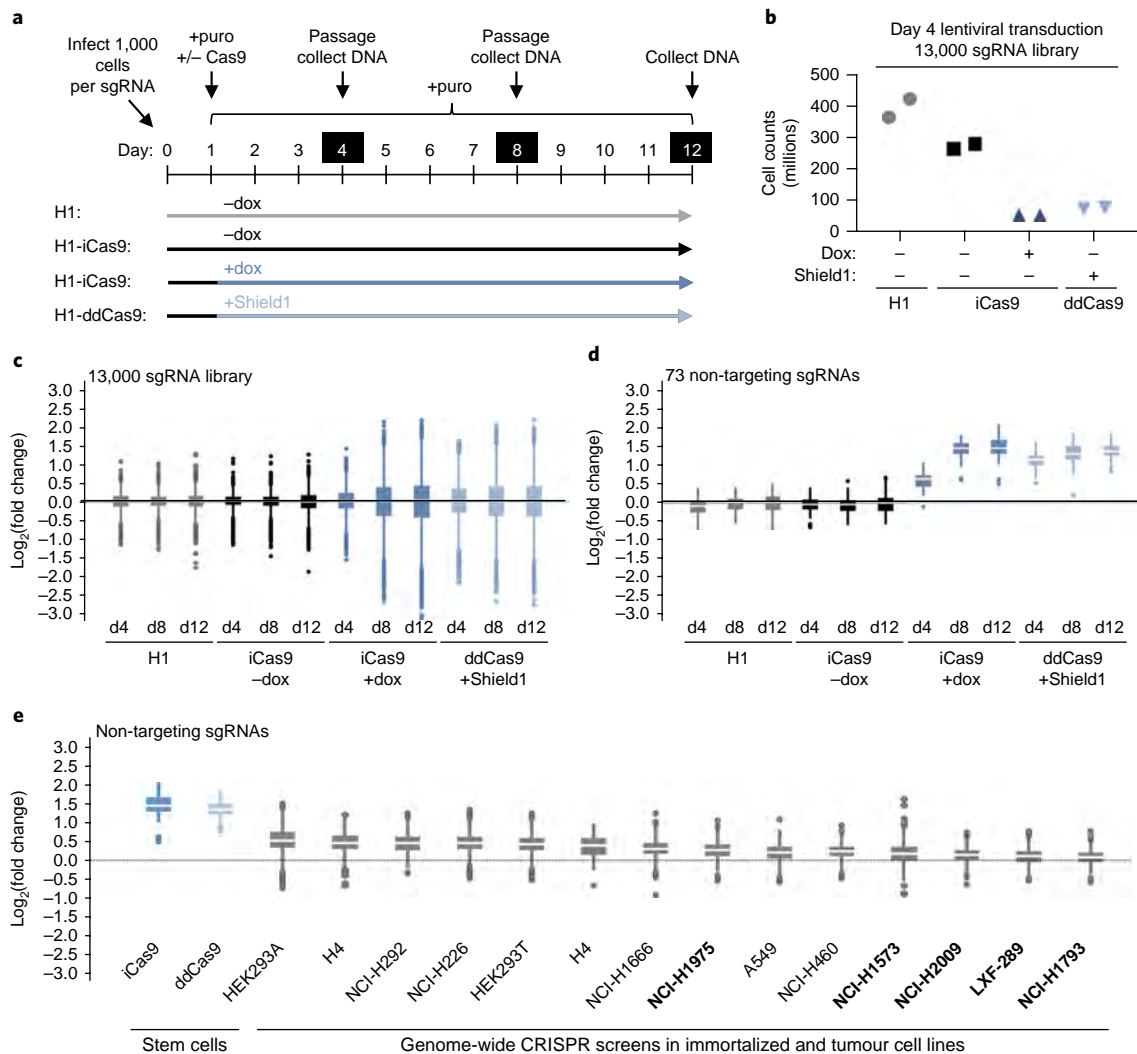 a
Infect 1,000
cells
per sgRNA
+puro
+/– Cas9
Passage
collect DNA
Passage
collect DNA
Collect DNA
+puro
Day: 0 1 2 3 4 5 6 7 8 9 10 11 12
H1: –dox
H1-iCas9: –dox
H1-iCas9: +dox
H1-ddCas9: +Shield1
b
Day 4 lentiviral transduction
13,000 sgRNA library
Cell counts
(millions)
500
400
300
200
100
0
Dox: – – + –
Shield1: – – – +
H1 iCas9 ddCas9
c
13,000 sgRNA library
Log2(fold change)
3.0
2.5
2.0
1.5
1.0
0.5
0.0
–0.5
–1.0
–1.5
–2.0
–2.5
–3.0
d4 d8 d12 d4 d8 d12 d4 d8 d12 d4 d8 d12
H1 iCas9 iCas9 ddCas9
–dox +dox +Shield1
d
73 non-targeting sgRNAs
Log2(fold change)
3.0
2.5
2.0
1.5
1.0
0.5
0.0
–0.5
–1.0
–1.5
–2.0
–2.5
–3.0
d4 d8 d12 d4 d8 d12 d4 d8 d12 d4 d8 d12
H1 iCas9 iCas9 ddCas9
–dox +dox +Shield1
e
Non-targeting sgRNAs
Log2(fold change)
3.0
2.5
2.0
1.5
1.0
0.5
0.0
–0.5
–1.0
–1.5
–2.0
–2.5
–3.0
iCas9
ddCas9
HEK293A
H4
NCI-H292
NCI-H226
HEK293T
H4
NCI-H1666
NCI-H1975
A549
NCI-H460
NCI-H1573
NCI-H2009
LXF-289
NCI-H1793
Stem cells
Genome-wide CRISPR screens in immortalized and tumour cell lines